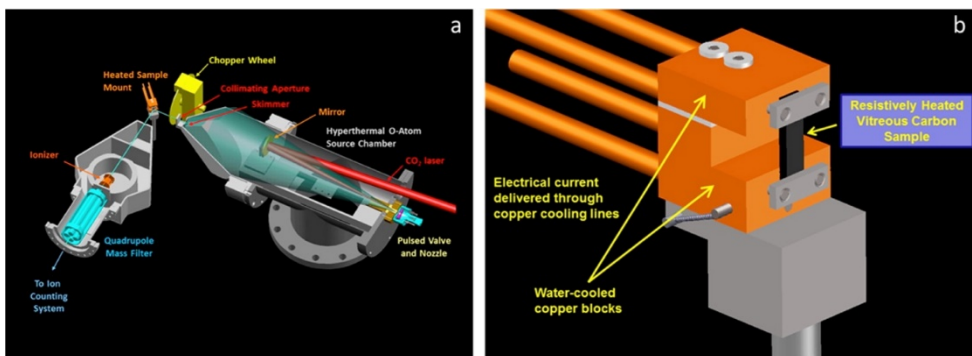 a
Chopper Wheel
Heated Sample
Mount
Collimating Aperture
Skimmer
Mirror
Hyperthermal O-Atom
Source Chamber
CO₂ laser
Ionizer
Quadrupole
Mass Filter
Pulsed Valve
and Nozzle
To Ion
Counting
System
b
Resistively Heated
Vitreous Carbon
Sample
Electrical current
delivered through
copper cooling lines
Water-cooled
copper blocks